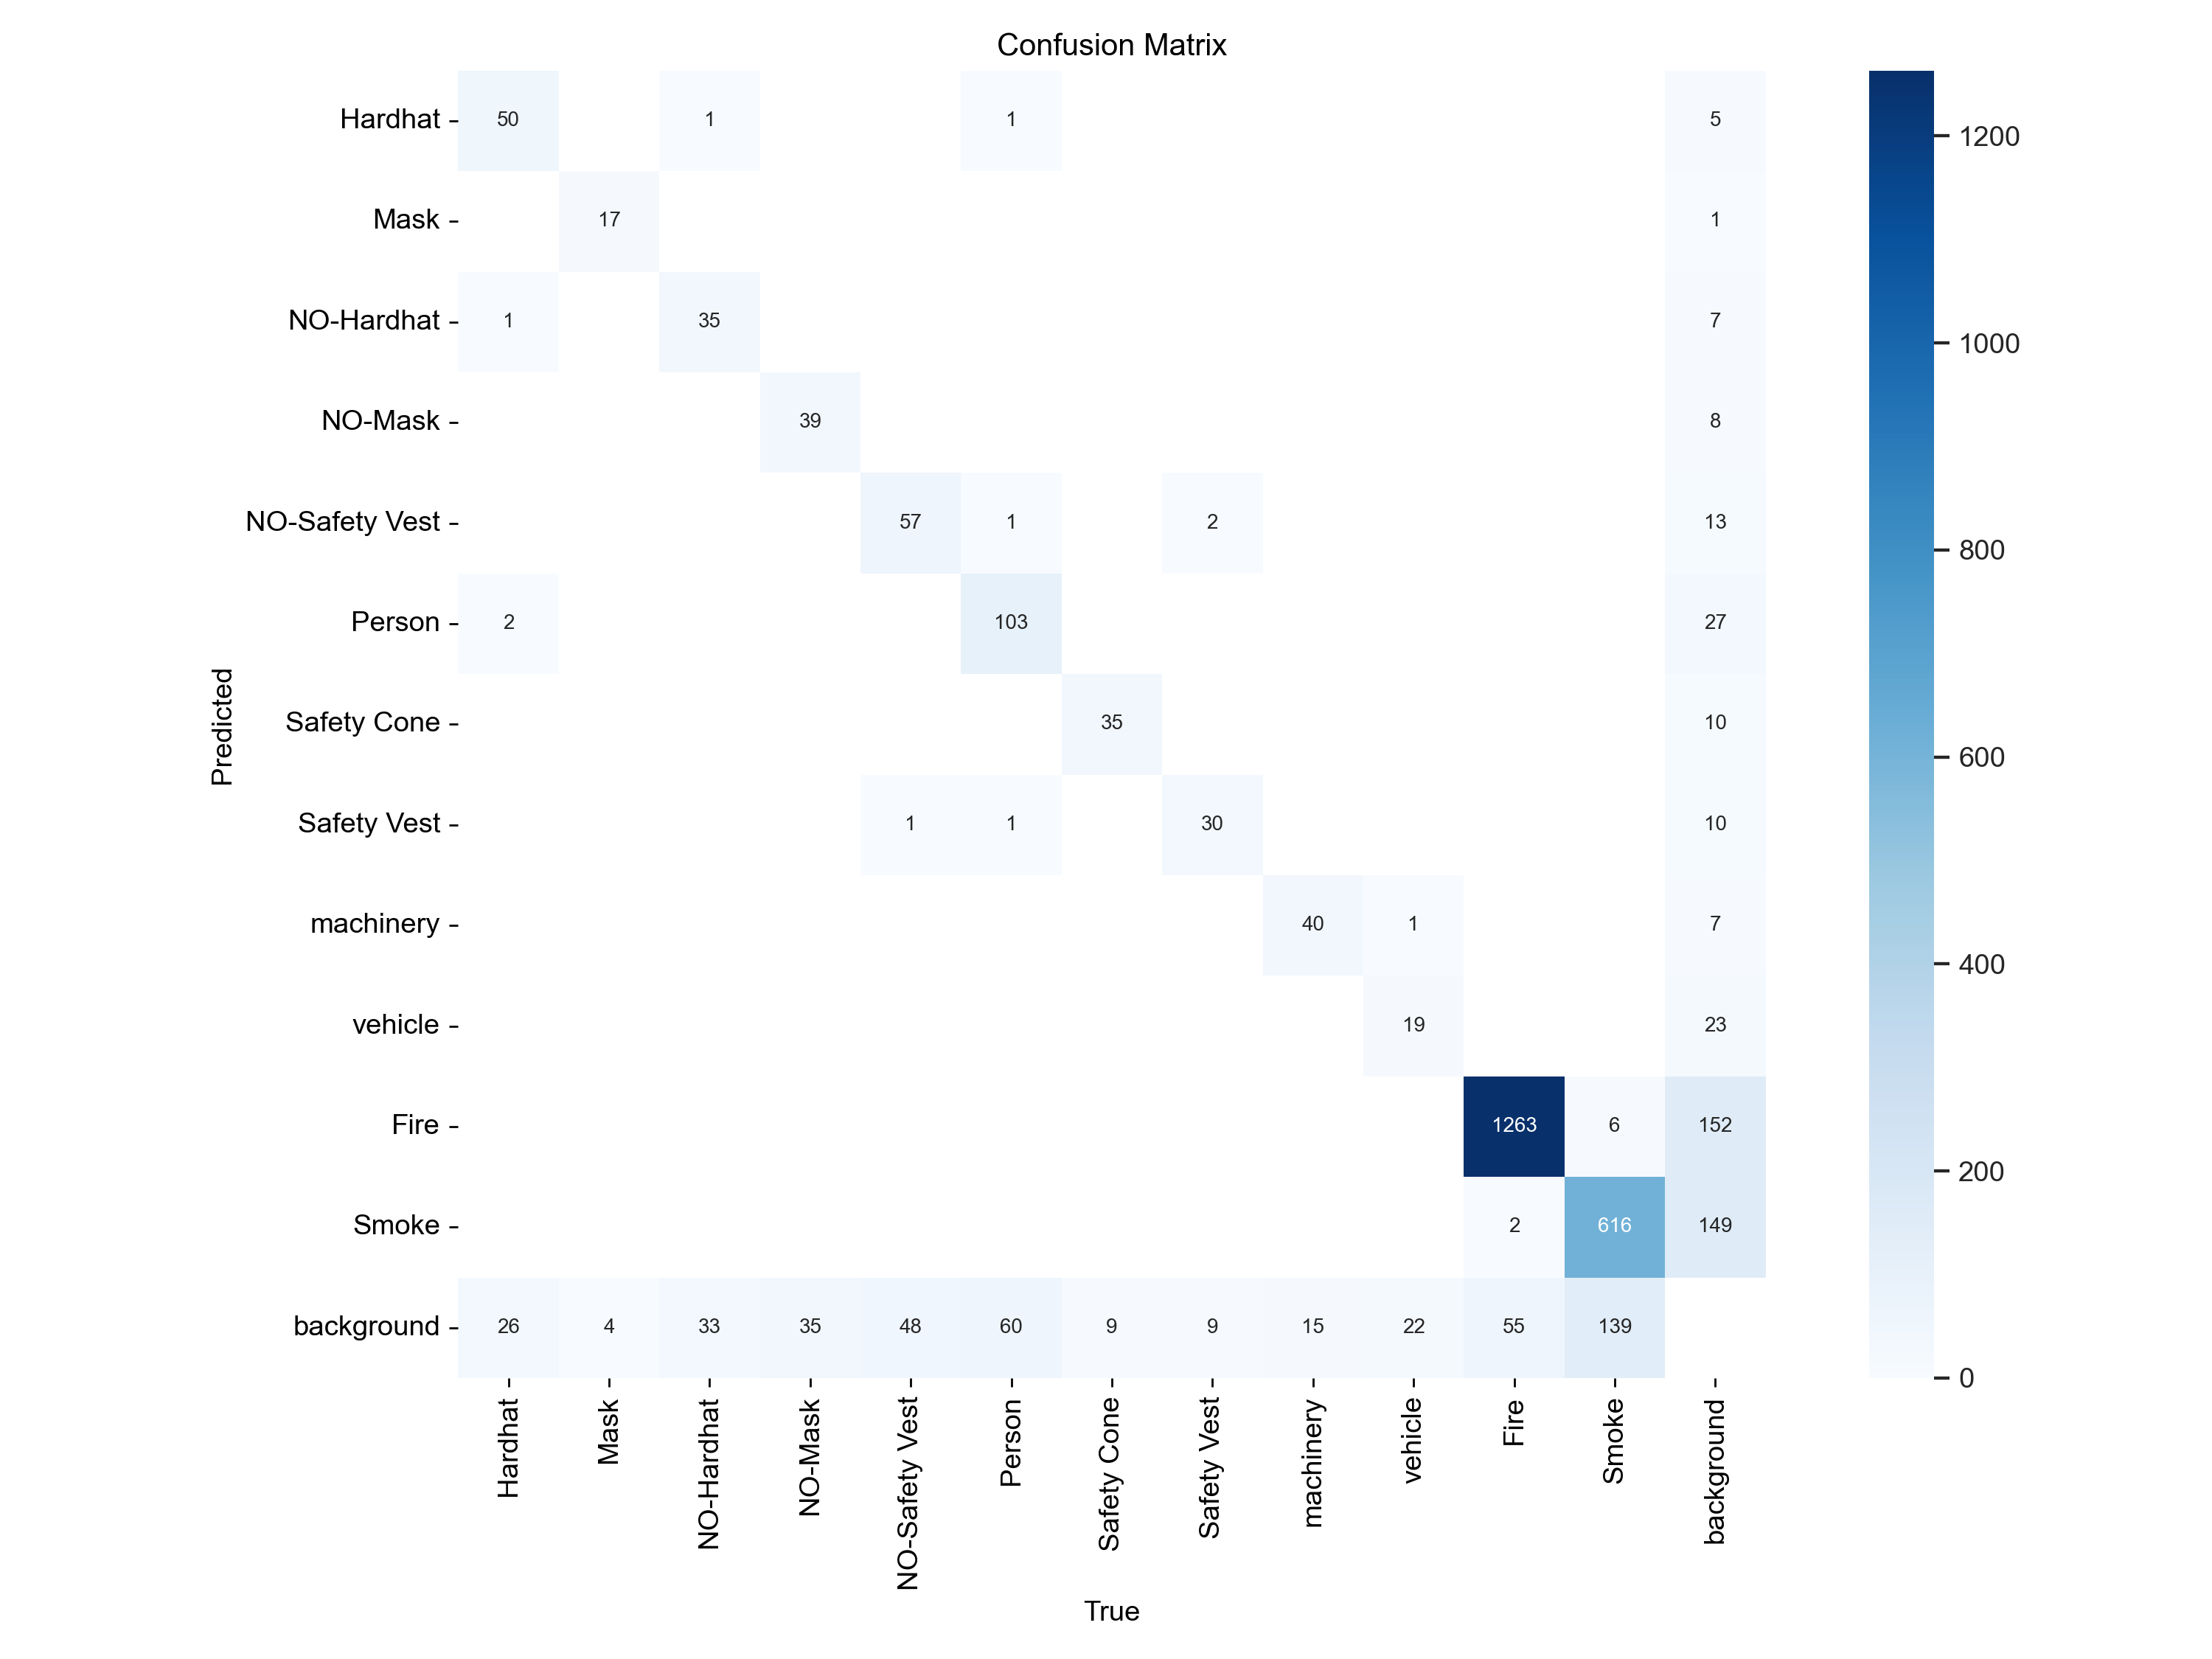 Confusion Matrix
Hardhat 50 1 1 5
Mask 17 1
NO-Hardhat 1 35 7
NO-Mask 39 8
NO-Safety Vest 57 1 2 13
Person 2 103 27
Safety Cone 35 10
Safety Vest 1 1 30 10
machinery 40 1 7
vehicle 19 23
Fire 1263 6 152
Smoke 2 616 149
background 26 4 33 35 48 60 9 9 15 22 55 139
Predicted
Hardhat
Mask
NO-Hardhat
NO-Mask
NO-Safety Vest
Person
Safety Cone
Safety Vest
machinery
vehicle
Fire
Smoke
background
True
1200
1000
800
600
400
200
0